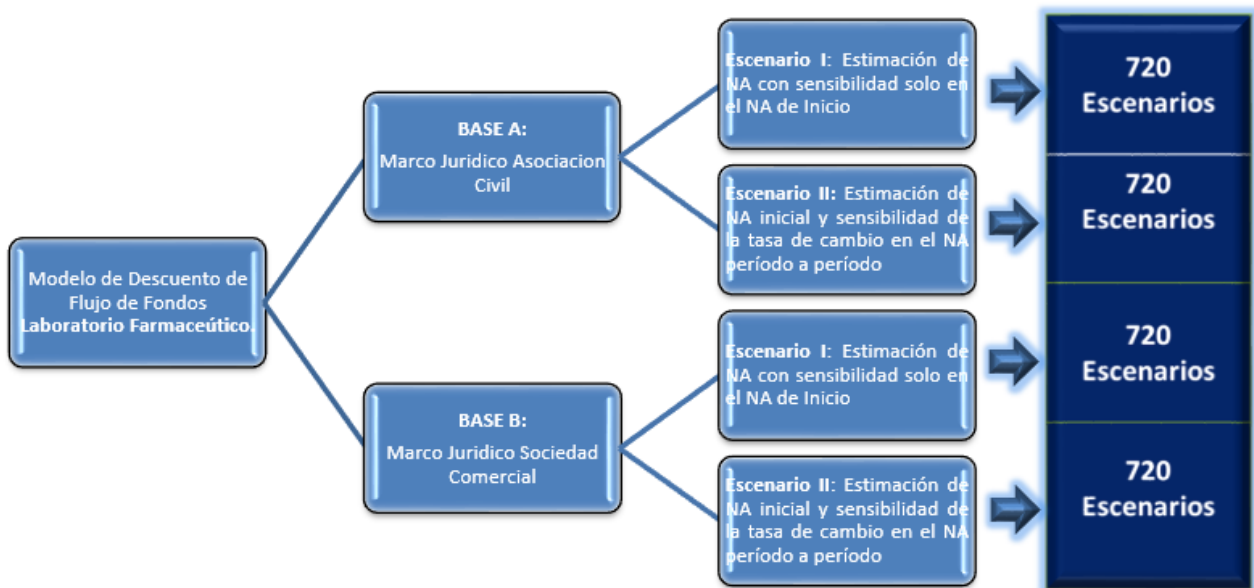 Modelo de Descuento de
Flujo de Fondos
Laboratorio Farmaceútico.
BASE A:
Marco Juridico Asociacion
Civil
Escenario I: Estimación de
NA con sensibilidad solo en
el NA de Inicio
720
Escenarios
Escenario II: Estimación de
NA inicial y sensibilidad de
la tasa de cambio en el NA
período a período
720
Escenarios
BASE B:
Marco Juridico Sociedad
Comercial
Escenario I: Estimación de
NA con sensibilidad solo en
el NA de Inicio
720
Escenarios
Escenario II: Estimación de
NA inicial y sensibilidad de
la tasa de cambio en el NA
período a período
720
Escenarios